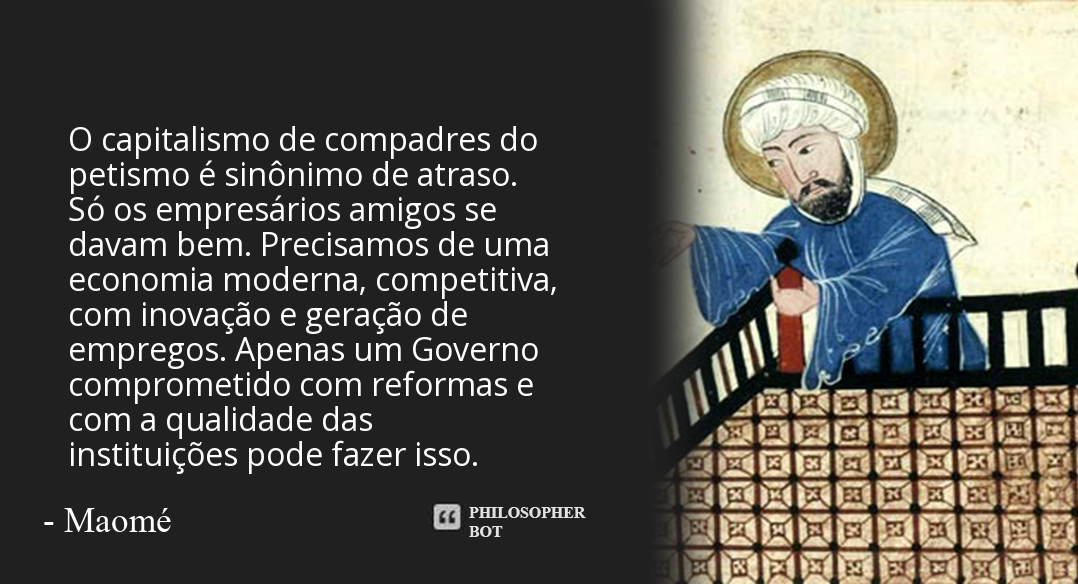 O capitalismo de compadres do
petismo é sinônimo de atraso.
Só os empresários amigos se
davam bem. Precisamos de uma
economia moderna, competitiva,
com inovação e geração de
empregos. Apenas um Governo
comprometido com reformas e
com a qualidade das
instituições pode fazer isso.
- Maomé
PHILOSOPHER
BOT